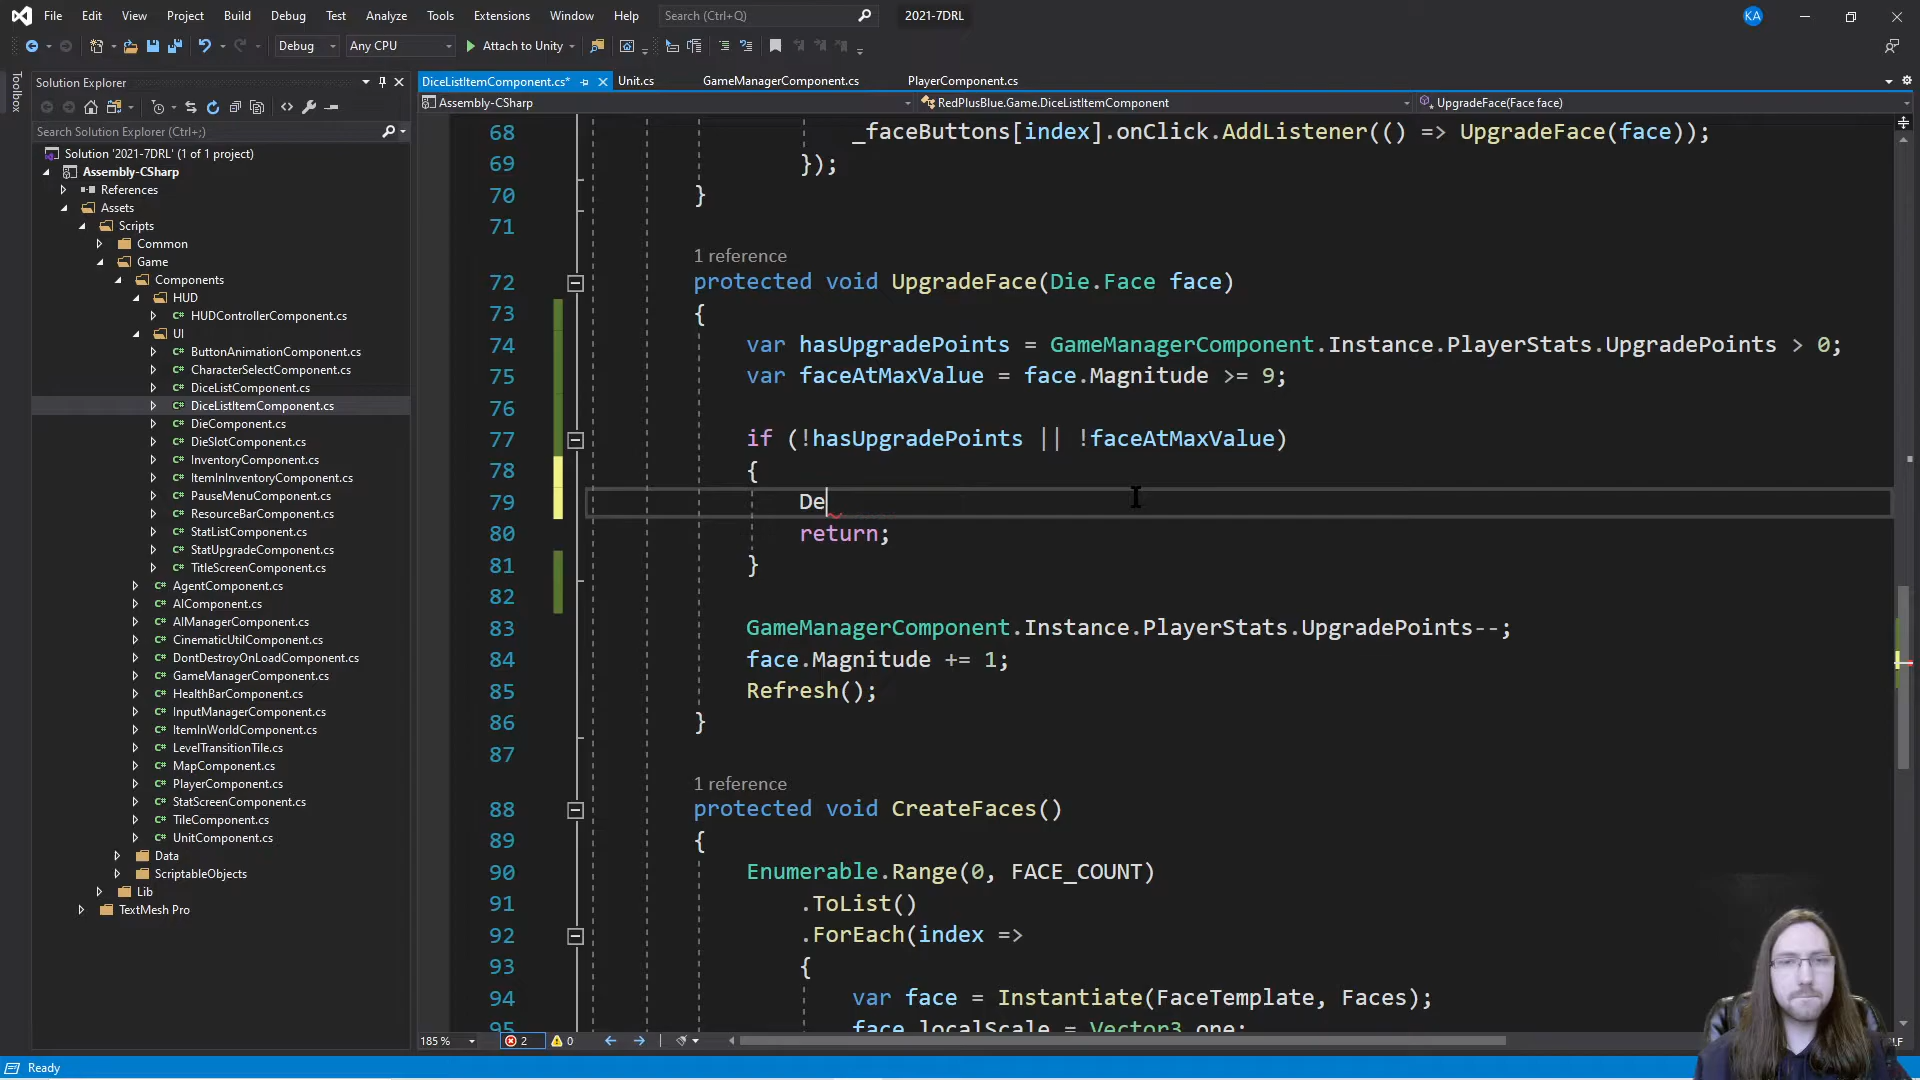 File Edit View Project Build Debug Test Analyze Tools Extensions Window Help Search (Ctrl+Q) 2021-7DRL KA
Debug Any CPU Attach to Unity
Toolbox
Solution Explorer
Search Solution Explorer (Ctrl+;)
Solution '2021-7DRL' (1 of 1 project)
Assembly-CSharp
References
Assets
Scripts
Common
Game
Components
HUD
C# HUDControllerComponent.cs
UI
C# ButtonAnimationComponent.cs
C# CharacterSelectComponent.cs
C# DiceListComponent.cs
C# DiceListItemComponent.cs
C# DieComponent.cs
C# DieSlotComponent.cs
C# InventoryComponent.cs
C# ItemInInventoryComponent.cs
C# PauseMenuComponent.cs
C# ResourceBarComponent.cs
C# StatListComponent.cs
C# StatUpgradeComponent.cs
C# TitleScreenComponent.cs
C# AgentComponent.cs
C# AIComponent.cs
C# AIManagerComponent.cs
C# CinematicUtilComponent.cs
C# DontDestroyOnLoadComponent.cs
C# GameManagerComponent.cs
C# HealthBarComponent.cs
C# InputManagerComponent.cs
C# ItemInWorldComponent.cs
C# LevelTransitionTile.cs
C# MapComponent.cs
C# PlayerComponent.cs
C# StatScreenComponent.cs
C# TileComponent.cs
C# UnitComponent.cs
Data
ScriptableObjects
Lib
TextMesh Pro
DiceListItemComponent.cs* Unit.cs GameManagerComponent.cs PlayerComponent.cs
Assembly-CSharp RedPlusBlue.Game.DiceListItemComponent UpgradeFace(Face face)
68 _faceButtons[index].onClick.AddListener(() => UpgradeFace(face));
69 });
70 }
71
1 reference
72 protected void UpgradeFace(Die.Face face)
73 {
74 var hasUpgradePoints = GameManagerComponent.Instance.PlayerStats.UpgradePoints > 0;
75 var faceAtMaxValue = face.Magnitude >= 9;
76
77 if (!hasUpgradePoints || !faceAtMaxValue)
78 {
79 De
80 return;
81 }
82
83 GameManagerComponent.Instance.PlayerStats.UpgradePoints--;
84 face.Magnitude += 1;
85 Refresh();
86 }
87
1 reference
88 protected void CreateFaces()
89 {
90 Enumerable.Range(0, FACE_COUNT)
91 .ToList()
92 .ForEach(index =>
93 {
94 var face = Instantiate(FaceTemplate, Faces);
95 face.localScale = Vector3.one;
185 % 2 0
Ready